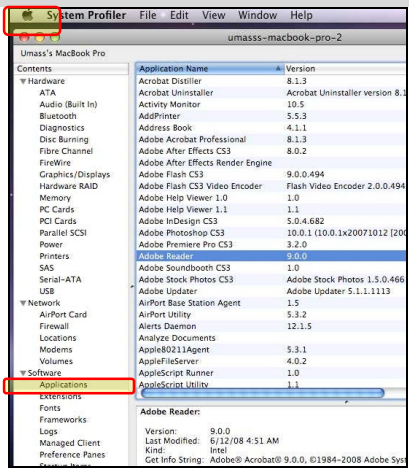 System Profiler File Edit View Window Help
umasss-macbook-pro-2
Umass's MacBook Pro
Contents Application Name Version
Hardware Acrobat Distiller 8.1.3
ATA Acrobat Uninstaller Acrobat Uninstaller version 8.1
Audio (Built In) Activity Monitor 10.5
Bluetooth AddPrinter 5.5.3
Diagnostics Address Book 4.1.1
Disc Burning Adobe Acrobat Professional 8.1.3
Fibre Channel Adobe After Effects CS3 8.0.2
FireWire Adobe After Effects Render Engine
Graphics/Displays Adobe Flash CS3 9.0.0.494
Hardware RAID Adobe Flash CS3 Video Encoder Flash Video Encoder 2.0.0.494
Memory Adobe Help Viewer 1.0 1.0
PC Cards Adobe Help Viewer 1.1 1.1
PCI Cards Adobe InDesign CS3 5.0.4.682
Parallel SCSI Adobe Photoshop CS3 10.0.1 (10.0.1x20071012 [200
Power Adobe Premiere Pro CS3 3.2.0
Printers Adobe Reader 9.0.0
SAS Adobe Soundbooth CS3 1.0
Serial-ATA Adobe Stock Photos CS3 Adobe Stock Photos 1.5.0.466
USB Adobe Updater Adobe Updater 5.1.1.1113
Network AirPort Base Station Agent 1.5
AirPort Card AirPort Utility 5.3.2
Firewall Alerts Daemon 12.1.5
Locations Analyze Documents
Modems Apple80211Agent 5.3.1
Volumes AppleFileServer 4.0.2
Software AppleScript Runner 1.0
Applications AppleScript Utility 1.1
Extensions
Fonts Adobe Reader:
Frameworks
Logs Version: 9.0.0
Managed Client Last Modified: 6/12/08 4:51 AM
Preference Panes Kind: Intel
Startup Items Get Info String: Adobe® Acrobat® 9.0.0, ©1984-2008 Adobe Syst